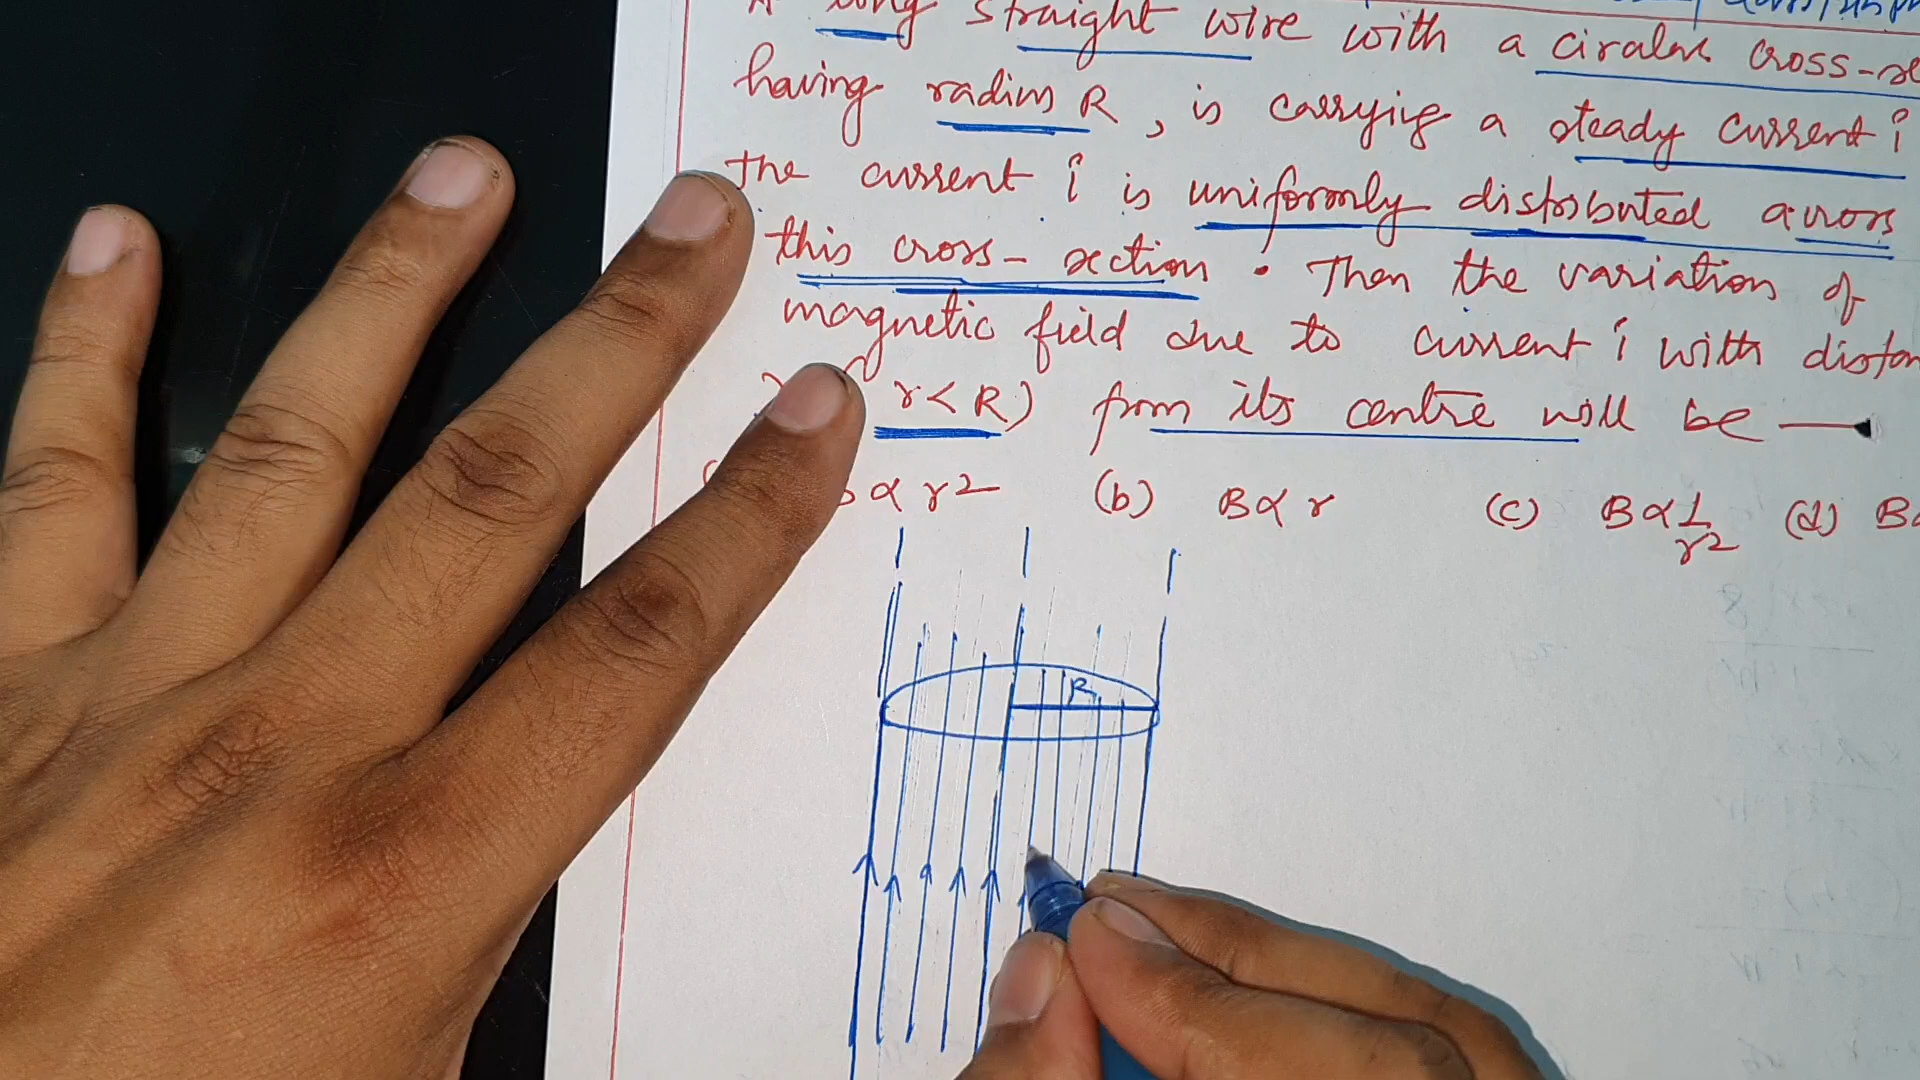 A long straight wire with a ciralar cross-se
having radius R, is carrying a steady current i
The current i is uniformly distributed across
this cross-section. Then the variation of
magnetic field due to current i with distan
r<R) from its centre will be —
∝ r² (b) B∝ r (c) B∝ 1/r² (d) B
R